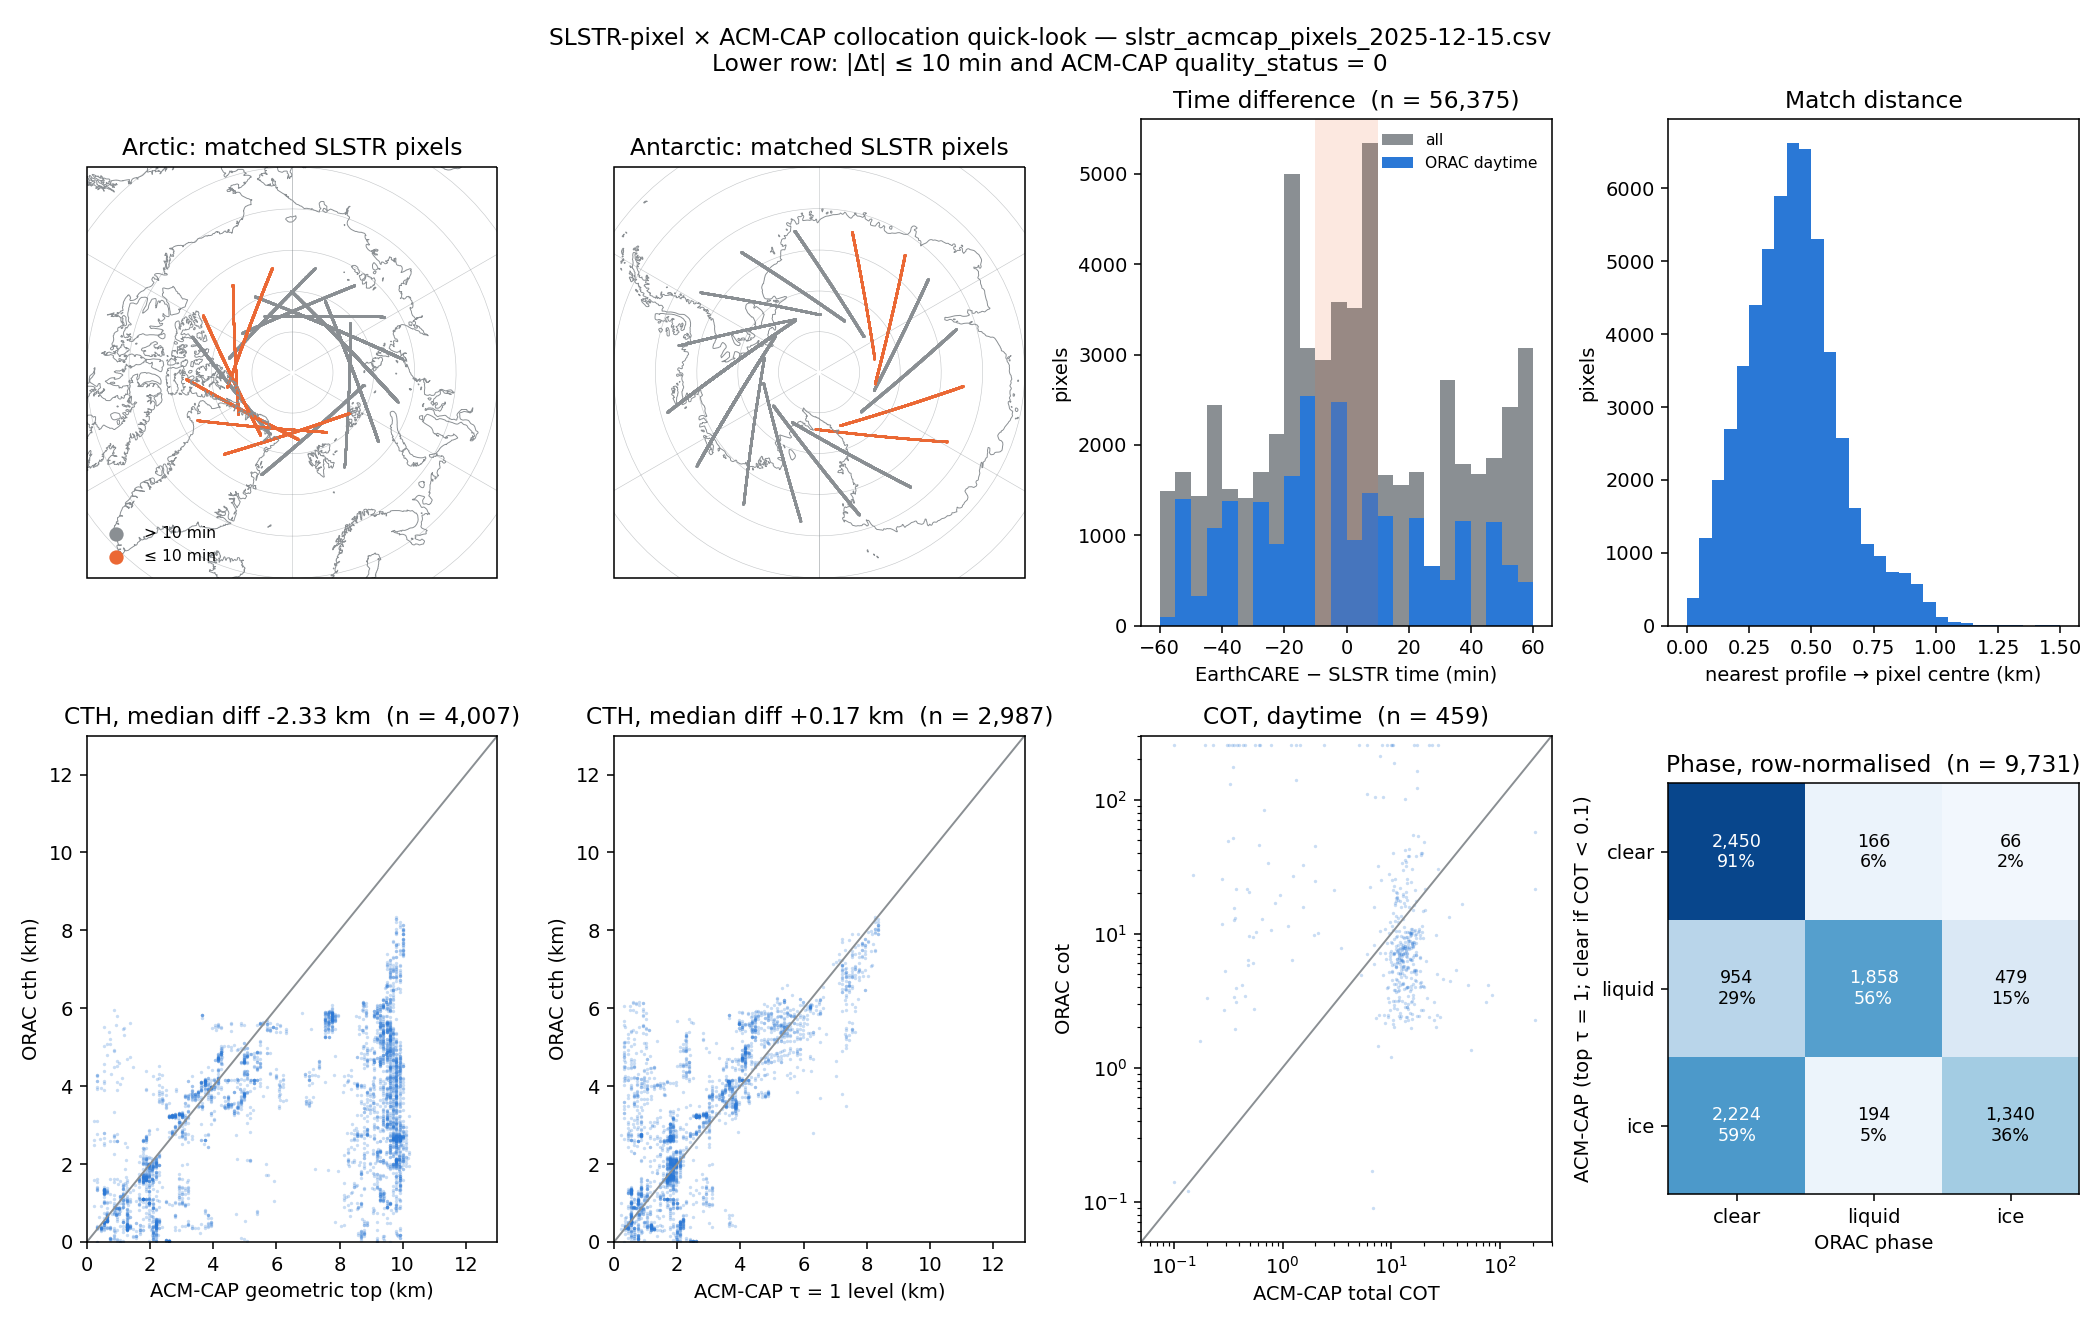 SLSTR-pixel × ACM-CAP collocation quick-look — slstr_acmcap_pixels_2025-12-15.csv
Lower row: |Δt| ≤ 10 min and ACM-CAP quality_status = 0
Arctic: matched SLSTR pixels
> 10 min
≤ 10 min
Antarctic: matched SLSTR pixels
Time difference (n = 56,375)
all
ORAC daytime
pixels
5000
4000
3000
2000
1000
0
−60 −40 −20 0 20 40 60
EarthCARE − SLSTR time (min)
Match distance
pixels
6000
5000
4000
3000
2000
1000
0
0.00 0.25 0.50 0.75 1.00 1.25 1.50
nearest profile → pixel centre (km)
CTH, median diff -2.33 km (n = 4,007)
ORAC cth (km)
12
10
8
6
4
2
0
0 2 4 6 8 10 12
ACM-CAP geometric top (km)
CTH, median diff +0.17 km (n = 2,987)
ORAC cth (km)
12
10
8
6
4
2
0
0 2 4 6 8 10 12
ACM-CAP τ = 1 level (km)
COT, daytime (n = 459)
ORAC cot
10²
10¹
10⁰
10⁻¹
10⁻¹ 10⁰ 10¹ 10²
ACM-CAP total COT
Phase, row-normalised (n = 9,731)
ACM-CAP (top τ = 1; clear if COT < 0.1)
clear
2,450 166 66
91% 6% 2%
liquid
954 1,858 479
29% 56% 15%
ice
2,224 194 1,340
59% 5% 36%
clear liquid ice
ORAC phase